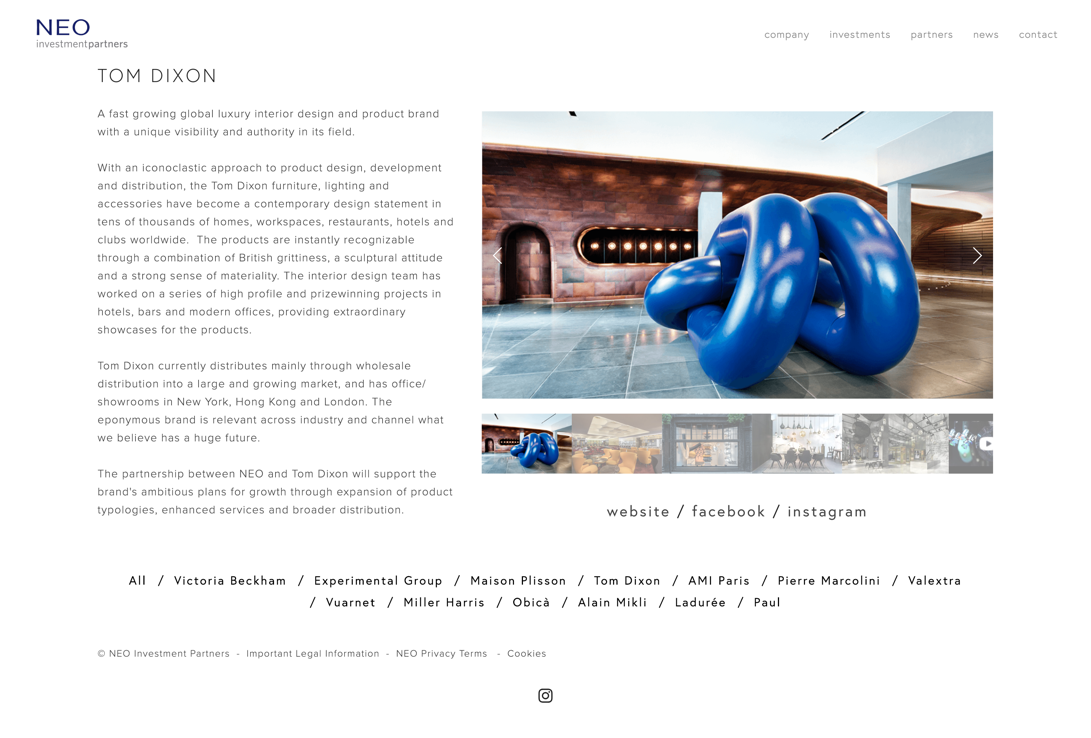 NEO
investmentpartners
company investments partners news contact
TOM DIXON
A fast growing global luxury interior design and product brand
with a unique visibility and authority in its field.
With an iconoclastic approach to product design, development
and distribution, the Tom Dixon furniture, lighting and
accessories have become a contemporary design statement in
tens of thousands of homes, workspaces, restaurants, hotels and
clubs worldwide.  The products are instantly recognizable
through a combination of British grittiness, a sculptural attitude
and a strong sense of materiality. The interior design team has
worked on a series of high profile and prizewinning projects in
hotels, bars and modern offices, providing extraordinary
showcases for the products.
Tom Dixon currently distributes mainly through wholesale
distribution into a large and growing market, and has office/
showrooms in New York, Hong Kong and London. The
eponymous brand is relevant across industry and channel what
we believe has a huge future.
The partnership between NEO and Tom Dixon will support the
brand's ambitious plans for growth through expansion of product
typologies, enhanced services and broader distribution.
website / facebook / instagram
All / Victoria Beckham / Experimental Group / Maison Plisson / Tom Dixon / AMI Paris / Pierre Marcolini / Valextra
/ Vuarnet / Miller Harris / Obicà / Alain Mikli / Ladurée / Paul
© NEO Investment Partners - Important Legal Information - NEO Privacy Terms - Cookies